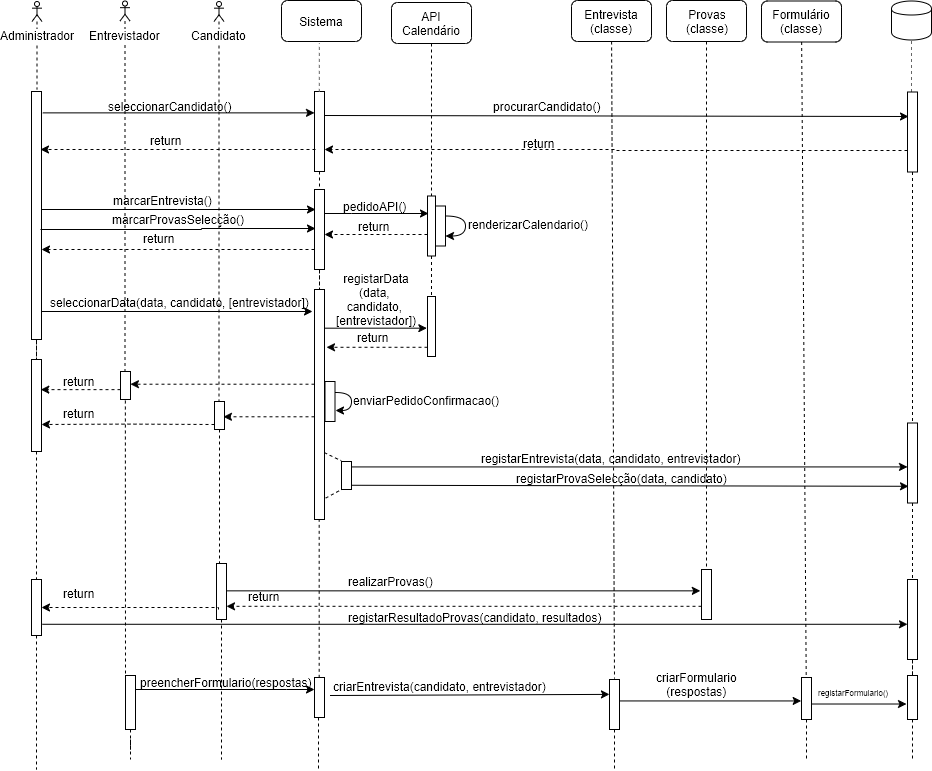 Administrador
Entrevistador
Candidato
Sistema
API
Calendário
Entrevista
(classe)
Provas
(classe)
Formulário
(classe)
seleccionarCandidato()
procurarCandidato()
return
return
marcarEntrevista()
pedidoAPI()
marcarProvasSelecção()
return
renderizarCalendario()
return
registarData
(data,
candidato,
[entrevistador])
seleccionarData(data, candidato, [entrevistador])
return
return
enviarPedidoConfirmacao()
return
registarEntrevista(data, candidato, entrevistador)
registarProvaSelecção(data, candidato)
realizarProvas()
return
return
registarResultadoProvas(candidato, resultados)
preencherFormulario(respostas)
criarEntrevista(candidato, entrevistador)
criarFormulario
(respostas)
registarFormulario()